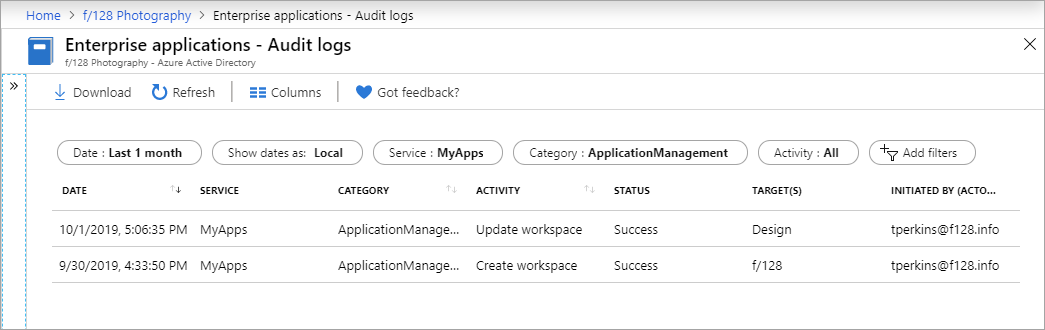 Home > f/128 Photography > Enterprise applications - Audit logs
Enterprise applications - Audit logs
f/128 Photography - Azure Active Directory
» Download Refresh Columns Got feedback?
Date : Last 1 month Show dates as: Local Service : MyApps Category : ApplicationManagement Activity : All Add filters
DATE SERVICE CATEGORY ACTIVITY STATUS TARGET(S) INITIATED BY (ACTO...
10/1/2019, 5:06:35 PM MyApps ApplicationManage... Update workspace Success Design tperkins@f128.info
9/30/2019, 4:33:50 PM MyApps ApplicationManage... Create workspace Success f/128 tperkins@f128.info